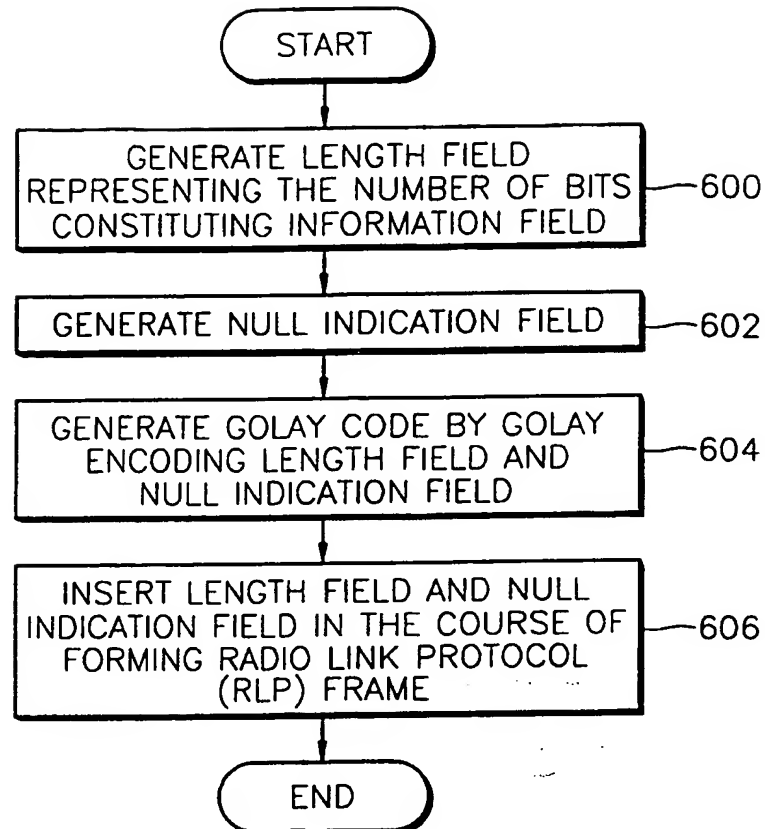 START
GENERATE LENGTH FIELD
REPRESENTING THE NUMBER OF BITS
CONSTITUTING INFORMATION FIELD
600
GENERATE NULL INDICATION FIELD
602
GENERATE GOLAY CODE BY GOLAY
ENCODING LENGTH FIELD AND
NULL INDICATION FIELD
604
INSERT LENGTH FIELD AND NULL
INDICATION FIELD IN THE COURSE OF
FORMING RADIO LINK PROTOCOL
(RLP) FRAME
606
END